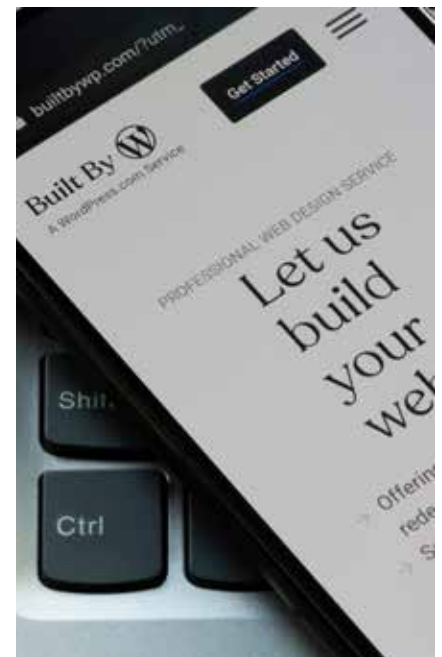 builtbywp.com/?utm_
Get Started
Built By W
A WordPress.com Service
PROFESSIONAL WEB DESIGN SERVICE
Let us
build
your
web
Offering
rede
S
Shift
Ctrl